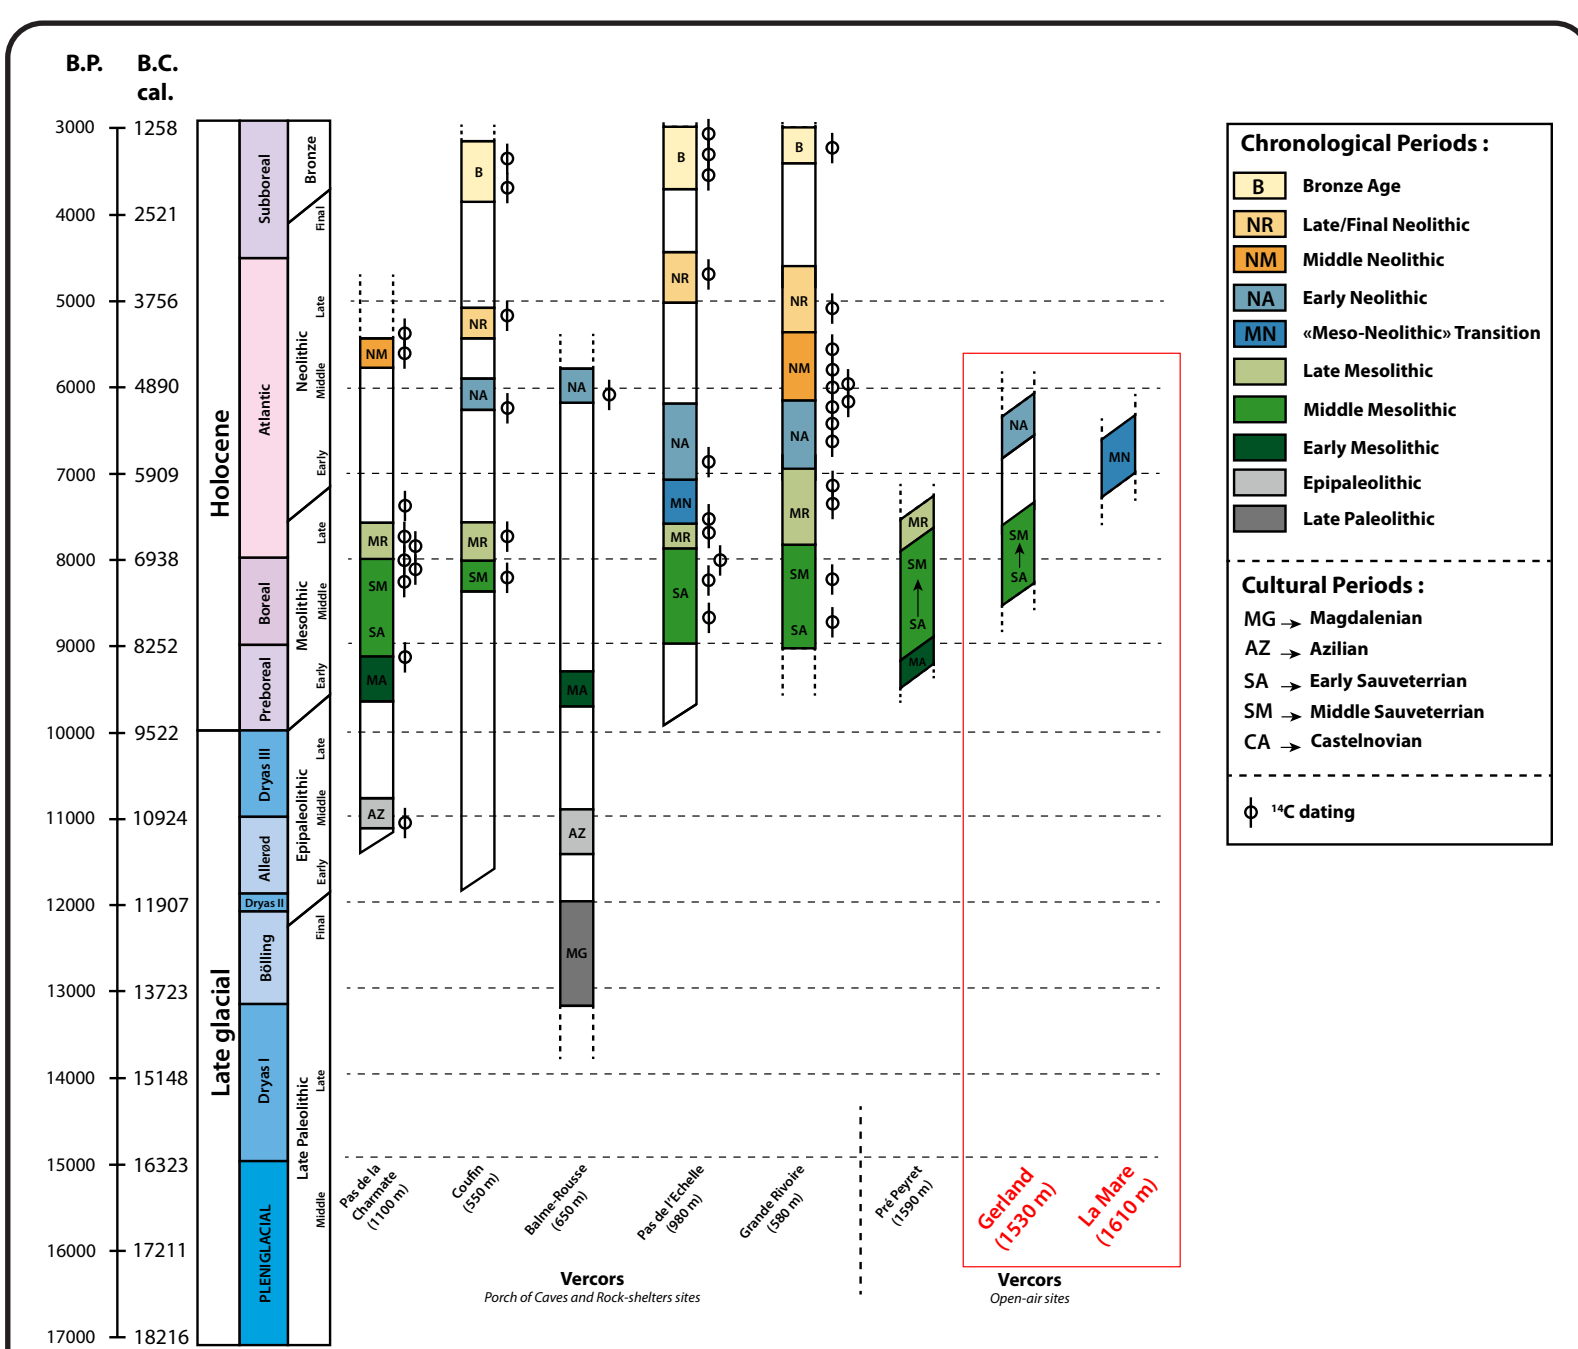 B.P.
B.C.
cal.
3000 1258
4000 2521
5000 3756
6000 4890
7000 5909
8000 6938
9000 8252
10000 9522
11000 10924
12000 11907
13000 13723
14000 15148
15000 16323
16000 17211
17000 18216
Holocene
Late glacial
Subboreal
Atlantic
Boreal
Preboreal
Dryas III
Allerød
Dryas II
Bölling
Dryas I
PLENIGLACIAL
Bronze
Neolithic
Final
Late
Middle
Early
Mesolithic
Late
Middle
Early
Epipaleolithic
Late
Middle
Early
Late Paleolithic
Final
Late
Middle
NM
MR
SM
SA
MA
AZ
B
NR
NA
MR
SM
NA
MA
AZ
MG
B
NR
NA
MN
MR
SA
B
NR
NM
NA
MR
SM
SA
MR
SM
SA
MA
NA
SM
SA
MN
Pas de la
Charmate
(1100 m)
Coufin
(550 m)
Balme-Rousse
(650 m)
Pas de l'Echelle
(980 m)
Grande Rivoire
(580 m)
Pré Peyret
(1590 m)
Gerland
(1530 m)
La Mare
(1610 m)
Vercors
Porch of Caves and Rock-shelters sites
Vercors
Open-air sites
Chronological Periods :
B Bronze Age
NR Late/Final Neolithic
NM Middle Neolithic
NA Early Neolithic
MN «Meso-Neolithic» Transition
Late Mesolithic
Middle Mesolithic
Early Mesolithic
Epipaleolithic
Late Paleolithic
Cultural Periods :
MG → Magdalenian
AZ → Azilian
SA → Early Sauveterrian
SM → Middle Sauveterrian
CA → Castelnovian
¹⁴C dating